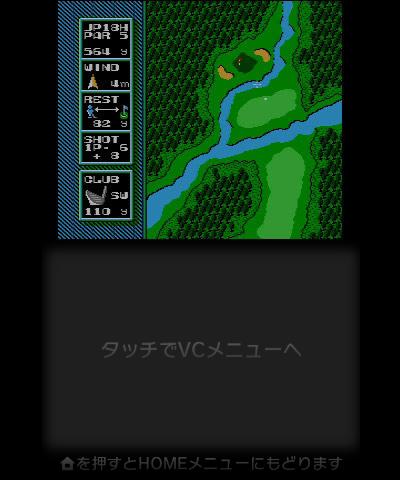 JP18H
PAR 5
564 y
WIND
4m
REST
82 y
SHOT
1P- 6
+ 8
CLUB
SW
110 y
タッチでVCメニューへ
を押すとHOMEメニューにもどります